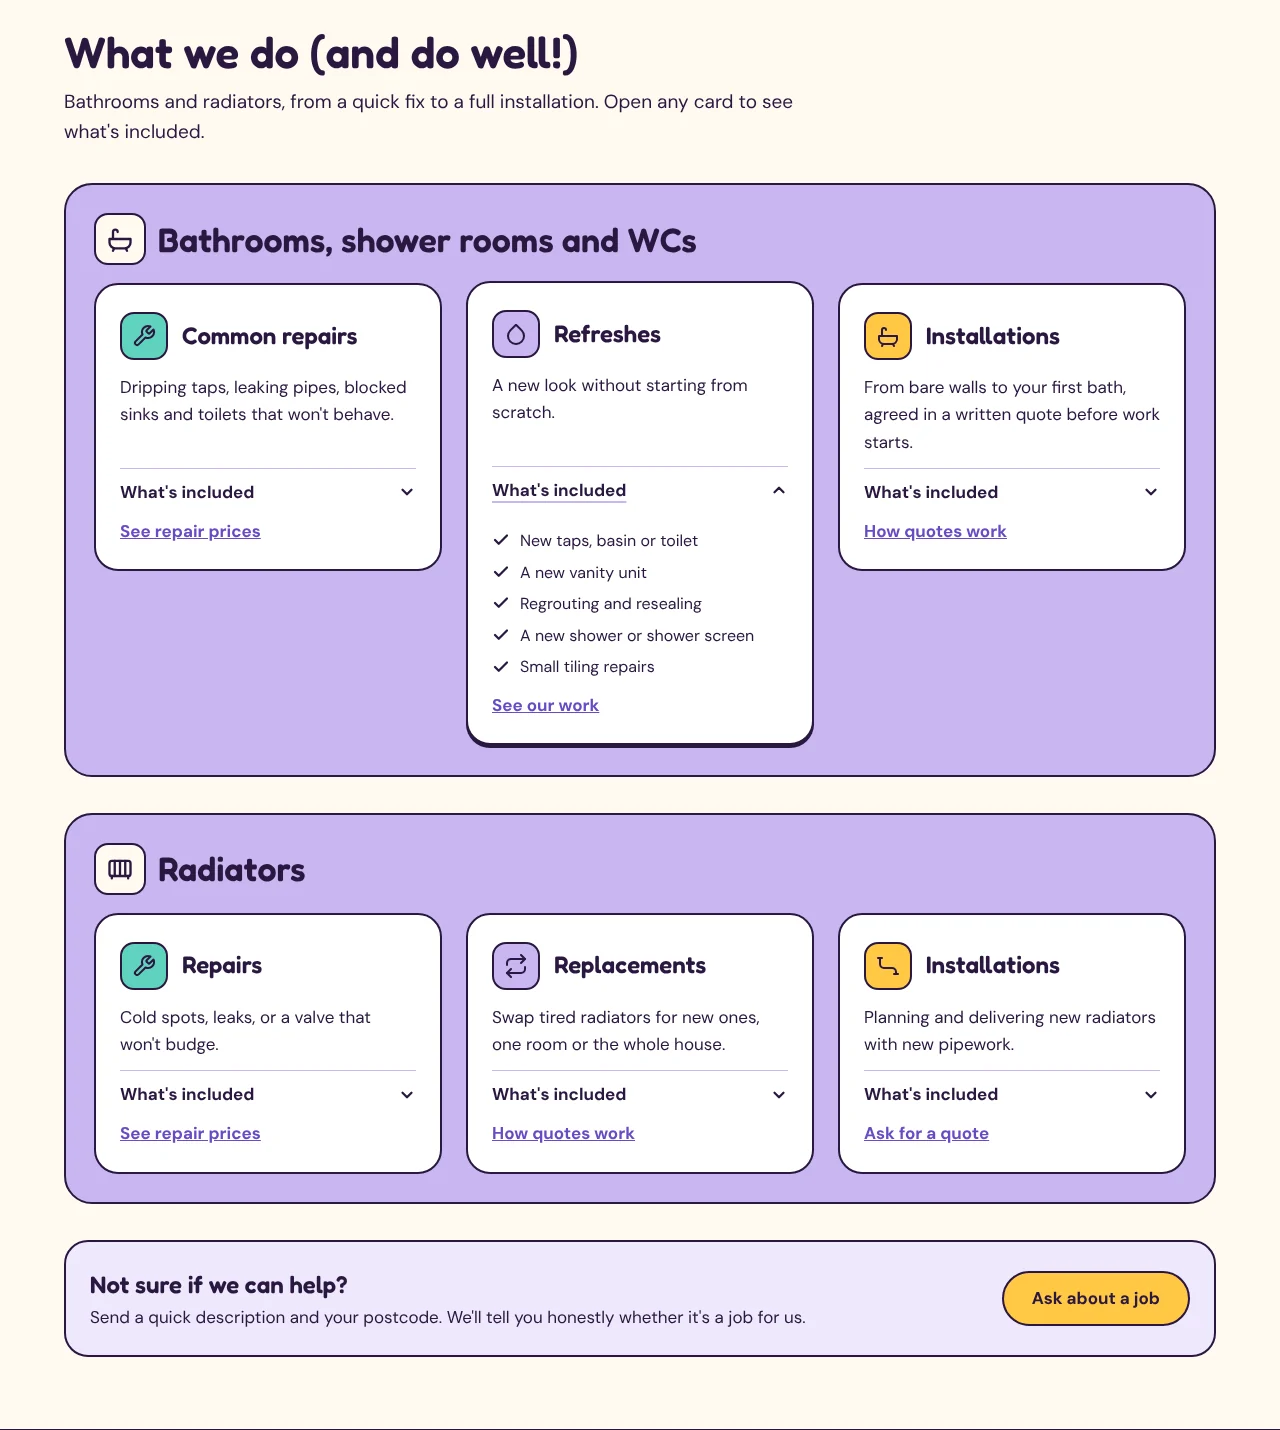 What we do (and do well!)
Bathrooms and radiators, from a quick fix to a full installation. Open any card to see
what's included.
Bathrooms, shower rooms and WCs
Common repairs
Dripping taps, leaking pipes, blocked
sinks and toilets that won't behave.
What's included
See repair prices
Refreshes
A new look without starting from
scratch.
What's included
New taps, basin or toilet
A new vanity unit
Regrouting and resealing
A new shower or shower screen
Small tiling repairs
See our work
Installations
From bare walls to your first bath,
agreed in a written quote before work
starts.
What's included
How quotes work
Radiators
Repairs
Cold spots, leaks, or a valve that
won't budge.
What's included
See repair prices
Replacements
Swap tired radiators for new ones,
one room or the whole house.
What's included
How quotes work
Installations
Planning and delivering new radiators
with new pipework.
What's included
Ask for a quote
Not sure if we can help?
Send a quick description and your postcode. We'll tell you honestly whether it's a job for us.
Ask about a job